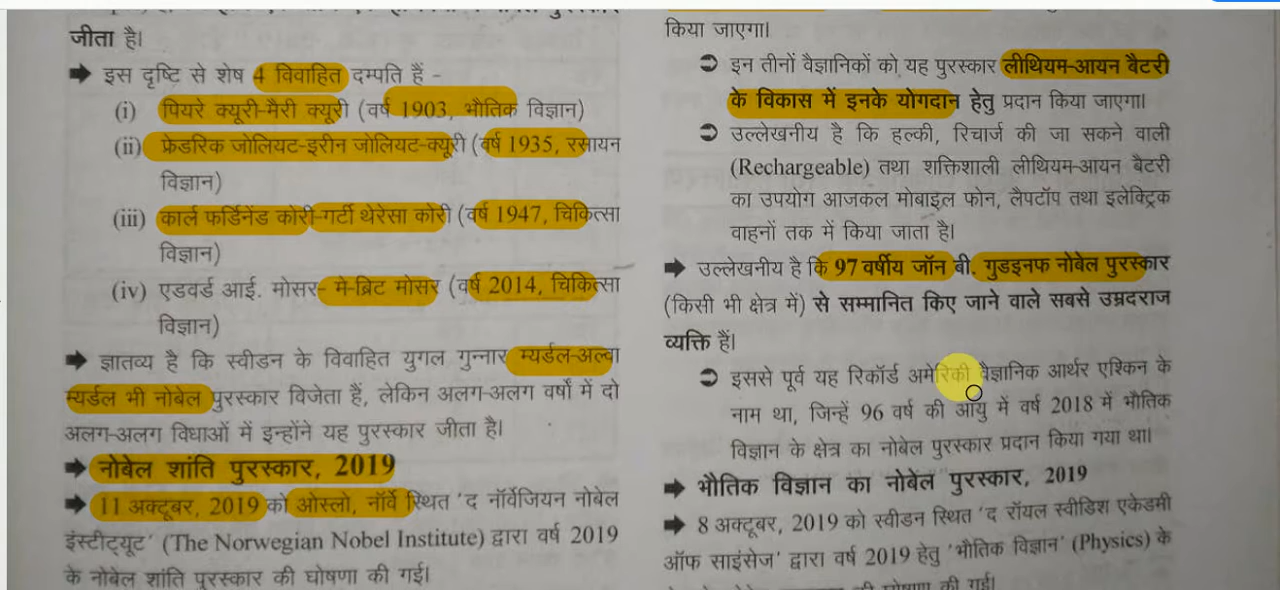 जीता है।
➡ इस दृष्टि से शेष 4 विवाहित दम्पति हैं -
(i) पियरे क्यूरी-मैरी क्यूरी (वर्ष 1903, भौतिक विज्ञान)
(ii) फ्रेडरिक जोलियट-इरीन जोलियट-क्यूरी (वर्ष 1935, रसायन
विज्ञान)
(iii) कार्ल फर्डिनेंड कोरी-गर्टी थेरेसा कोरी (वर्ष 1947, चिकित्सा
विज्ञान)
(iv) एडवर्ड आई. मोसर- मे-ब्रिट मोसर (वर्ष 2014, चिकित्सा
विज्ञान)
➡ ज्ञातव्य है कि स्वीडन के विवाहित युगल गुन्नार म्यर्डल-अल्वा
म्यर्डल भी नोबेल पुरस्कार विजेता हैं, लेकिन अलग-अलग वर्षों में दो
अलग-अलग विधाओं में इन्होंने यह पुरस्कार जीता है।
➡ नोबेल शांति पुरस्कार, 2019
➡ 11 अक्टूबर, 2019 को ओस्लो, नॉर्वे स्थित 'द नॉर्वेजियन नोबेल
इंस्टीट्यूट' (The Norwegian Nobel Institute) द्वारा वर्ष 2019
के नोबेल शांति पुरस्कार की घोषणा की गई।
किया जाएगा।
➲ इन तीनों वैज्ञानिकों को यह पुरस्कार लीथियम-आयन बैटरी
के विकास में इनके योगदान हेतु प्रदान किया जाएगा।
➲ उल्लेखनीय है कि हल्की, रिचार्ज की जा सकने वाली
(Rechargeable) तथा शक्तिशाली लीथियम-आयन बैटरी
का उपयोग आजकल मोबाइल फोन, लैपटॉप तथा इलेक्ट्रिक
वाहनों तक में किया जाता है।
➡ उल्लेखनीय है कि 97 वर्षीय जॉन बी. गुडइनफ नोबेल पुरस्कार
(किसी भी क्षेत्र में) से सम्मानित किए जाने वाले सबसे उम्रदराज
व्यक्ति हैं।
➲ इससे पूर्व यह रिकॉर्ड अमेरिकी वैज्ञानिक आर्थर एश्किन के
नाम था, जिन्हें 96 वर्ष की आयु में वर्ष 2018 में भौतिक
विज्ञान के क्षेत्र का नोबेल पुरस्कार प्रदान किया गया था।
➡ भौतिक विज्ञान का नोबेल पुरस्कार, 2019
➡ 8 अक्टूबर, 2019 को स्वीडन स्थित 'द रॉयल स्वीडिश एकेडमी
ऑफ साइंसेज' द्वारा वर्ष 2019 हेतु 'भौतिक विज्ञान' (Physics) के
की घोषणा की गई।